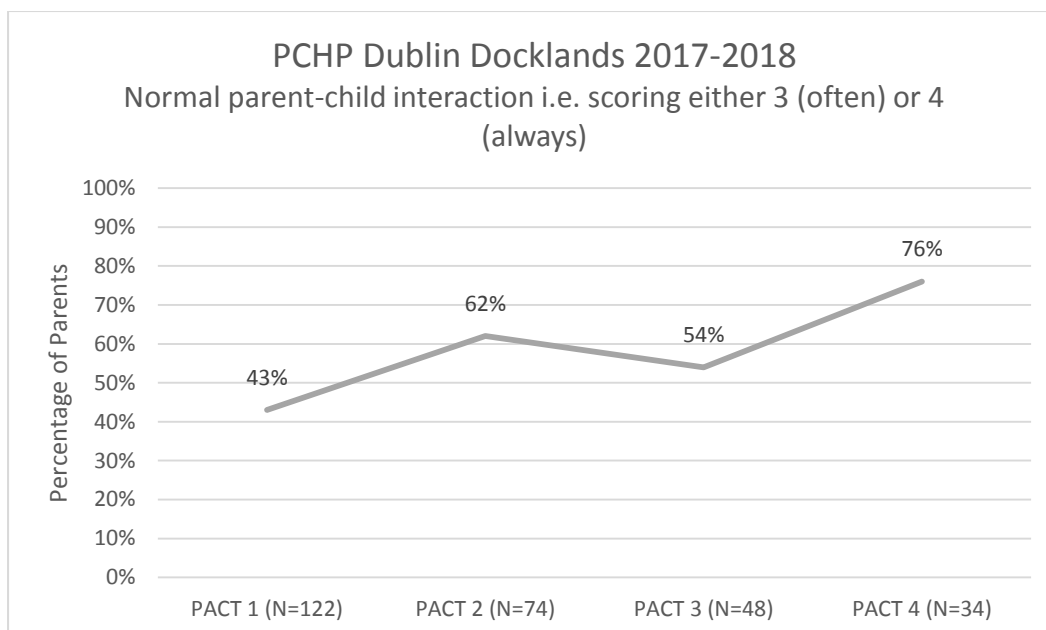 PCHP Dublin Docklands 2017-2018
Normal parent-child interaction i.e. scoring either 3 (often) or 4
(always)
Percentage of Parents
100%
90%
80%
70%
60%
50%
40%
30%
20%
10%
0%
43%
62%
54%
76%
PACT 1 (N=122)
PACT 2 (N=74)
PACT 3 (N=48)
PACT 4 (N=34)